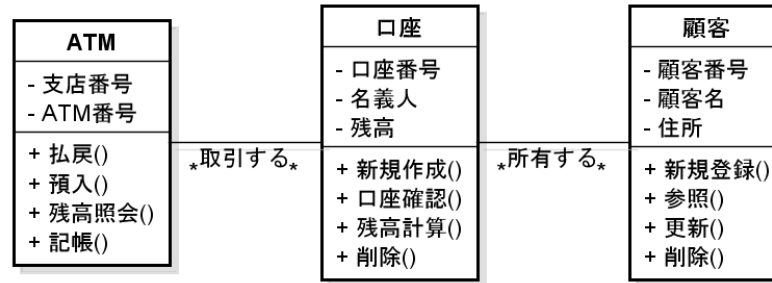 ATM
- 支店番号
- ATM番号
+ 払戻()
+ 預入()
+ 残高照会()
+ 記帳()
*取引する*
口座
- 口座番号
- 名義人
- 残高
+ 新規作成()
+ 口座確認()
+ 残高計算()
+ 削除()
*所有する*
顧客
- 顧客番号
- 顧客名
- 住所
+ 新規登録()
+ 参照()
+ 更新()
+ 削除()